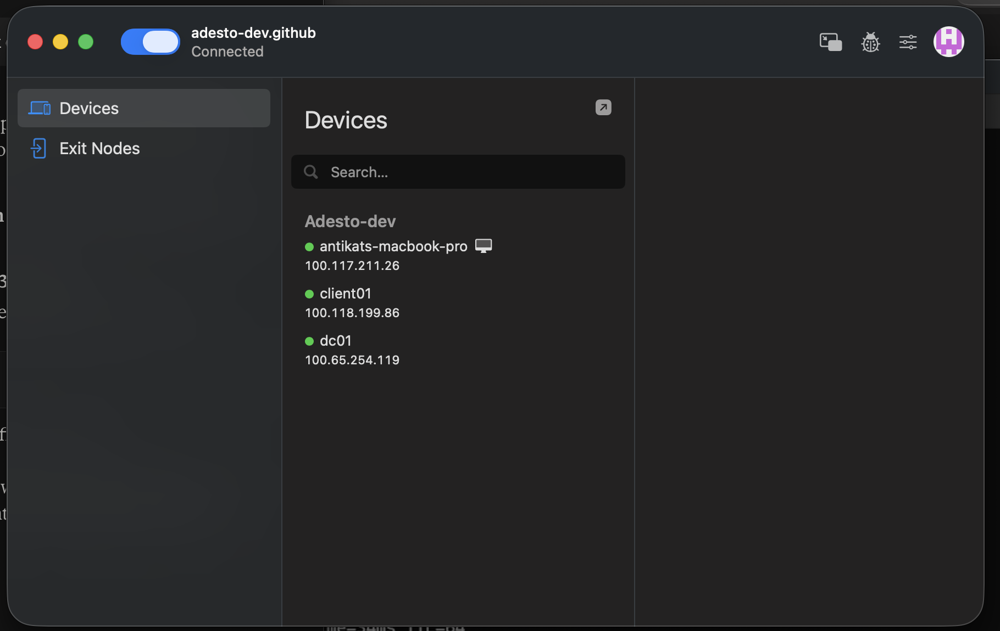 adesto-dev.github
Connected
Devices
Exit Nodes
Devices
Search...
Adesto-dev
antikats-macbook-pro
100.117.211.26
client01
100.118.199.86
dc01
100.65.254.119